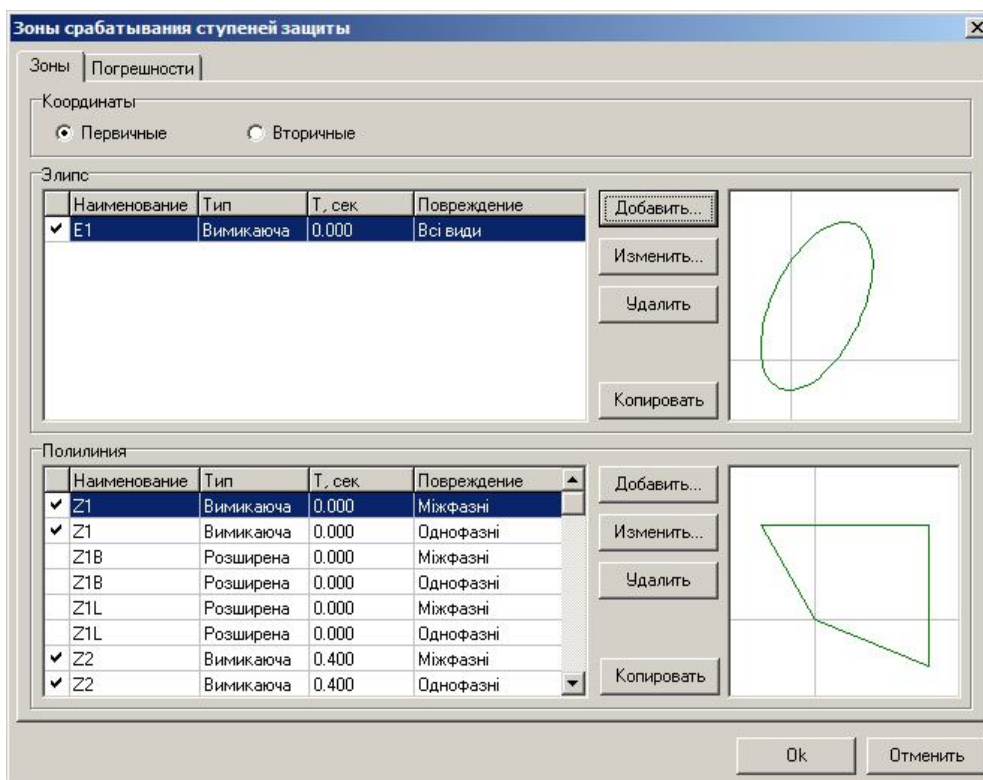 Зоны срабатывания ступеней защиты
Зоны Погрешности
Координаты
Первичные Вторичные
Элипс
Наименование Тип Т, сек Повреждение
E1 Вимикаюча 0.000 Всі види
Добавить...
Изменить...
Удалить
Копировать
Полилиния
Наименование Тип Т, сек Повреждение
Z1 Вимикаюча 0.000 Міжфазні
Z1 Вимикаюча 0.000 Однофазні
Z1B Розширена 0.000 Міжфазні
Z1B Розширена 0.000 Однофазні
Z1L Розширена 0.000 Міжфазні
Z1L Розширена 0.000 Однофазні
Z2 Вимикаюча 0.400 Міжфазні
Z2 Вимикаюча 0.400 Однофазні
Добавить...
Изменить...
Удалить
Копировать
Ok Отменить